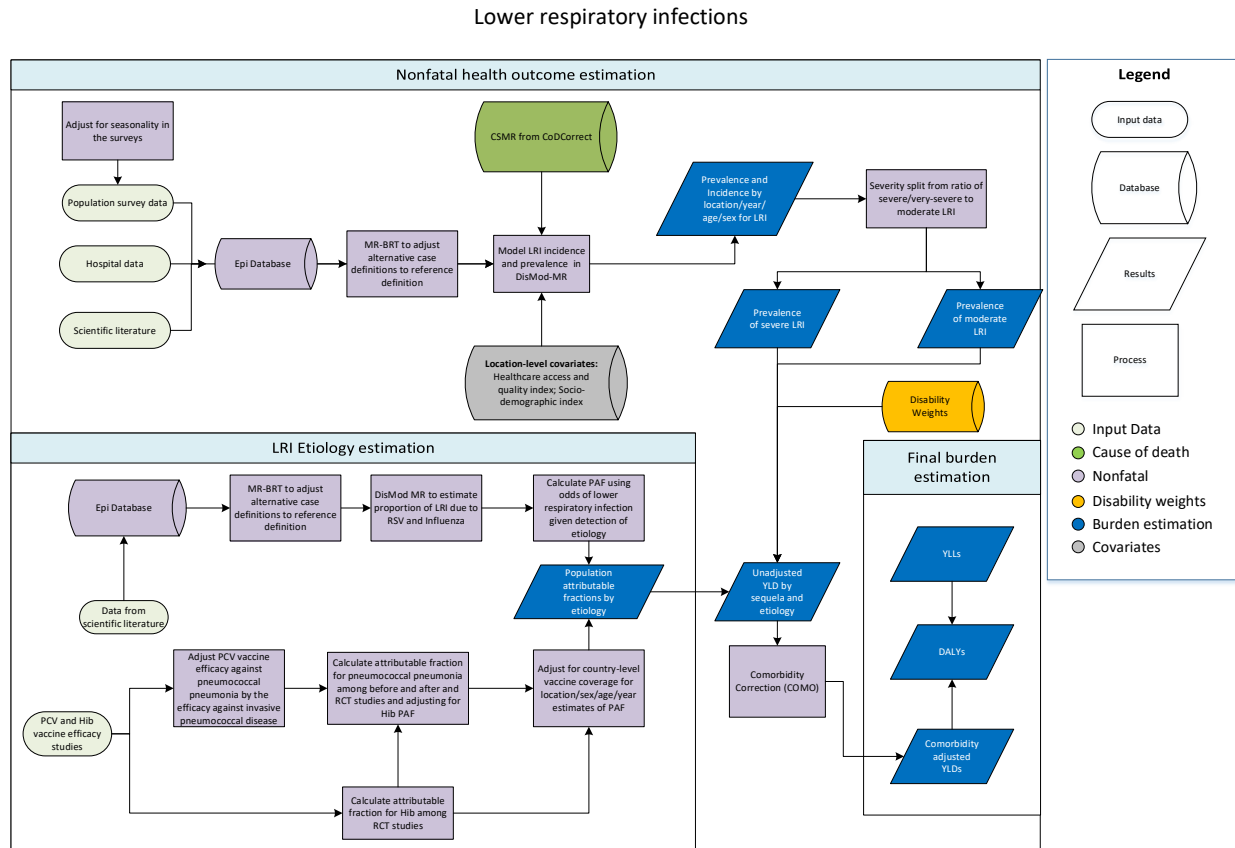 Lower respiratory infections
Nonfatal health outcome estimation
Adjust for seasonality in
the surveys
Population survey data
Hospital data
Scientific literature
Epi Database
MR-BRT to adjust
alternative case
definitions to reference
definition
CSMR from CoDCorrect
Model LRI incidence
and prevalence in
DisMod-MR
Location-level covariates:
Healthcare access and
quality index; Socio-
demographic index
Prevalence and
Incidence by
location/year/
age/sex for LRI
Severity split from ratio of
severe/very-severe to
moderate LRI
Prevalence
of severe LRI
Prevalence
of moderate
LRI
Disability
Weights
LRI Etiology estimation
Epi Database
MR-BRT to adjust
alternative case
definitions to reference
definition
DisMod MR to estimate
proportion of LRI due to
RSV and Influenza
Calculate PAF using
odds of lower
respiratory infection
given detection of
etiology
Data from
scientific literature
Population
attributable
fractions by
etiology
PCV and Hib
vaccine efficacy
studies
Adjust PCV vaccine
efficacy against
pneumococcal
pneumonia by the
efficacy against invasive
pneumococcal disease
Calculate attributable fraction
for pneumococcal pneumonia
among before and after and
RCT studies and adjusting for
Hib PAF
Adjust for country-level
vaccine coverage for
location/sex/age/year
estimates of PAF
Calculate attributable
fraction for Hib among
RCT studies
Unadjusted
YLD by
sequela and
etiology
Comorbidity
Correction (COMO)
Final burden
estimation
YLLs
DALYs
Comorbidity
adjusted
YLDs
Legend
Input data
Database
Results
Process
Input Data
Cause of death
Nonfatal
Disability weights
Burden estimation
Covariates